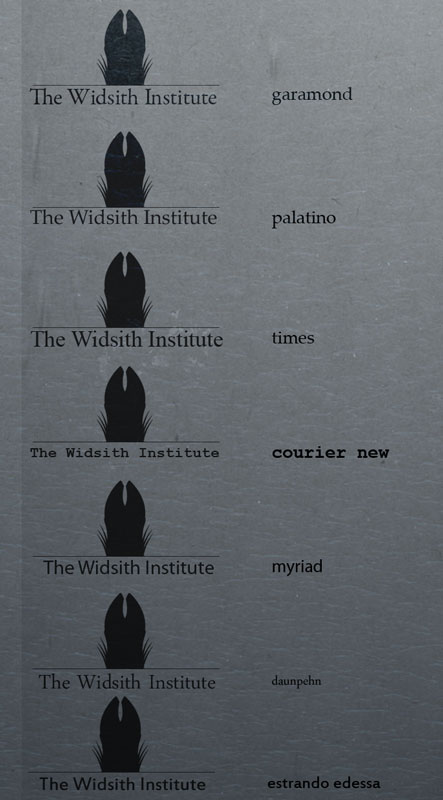 The Widsith Institute garamond
The Widsith Institute palatino
The Widsith Institute times
The Widsith Institute courier new
The Widsith Institute myriad
The Widsith Institute daunpehn
The Widsith Institute estrando edessa